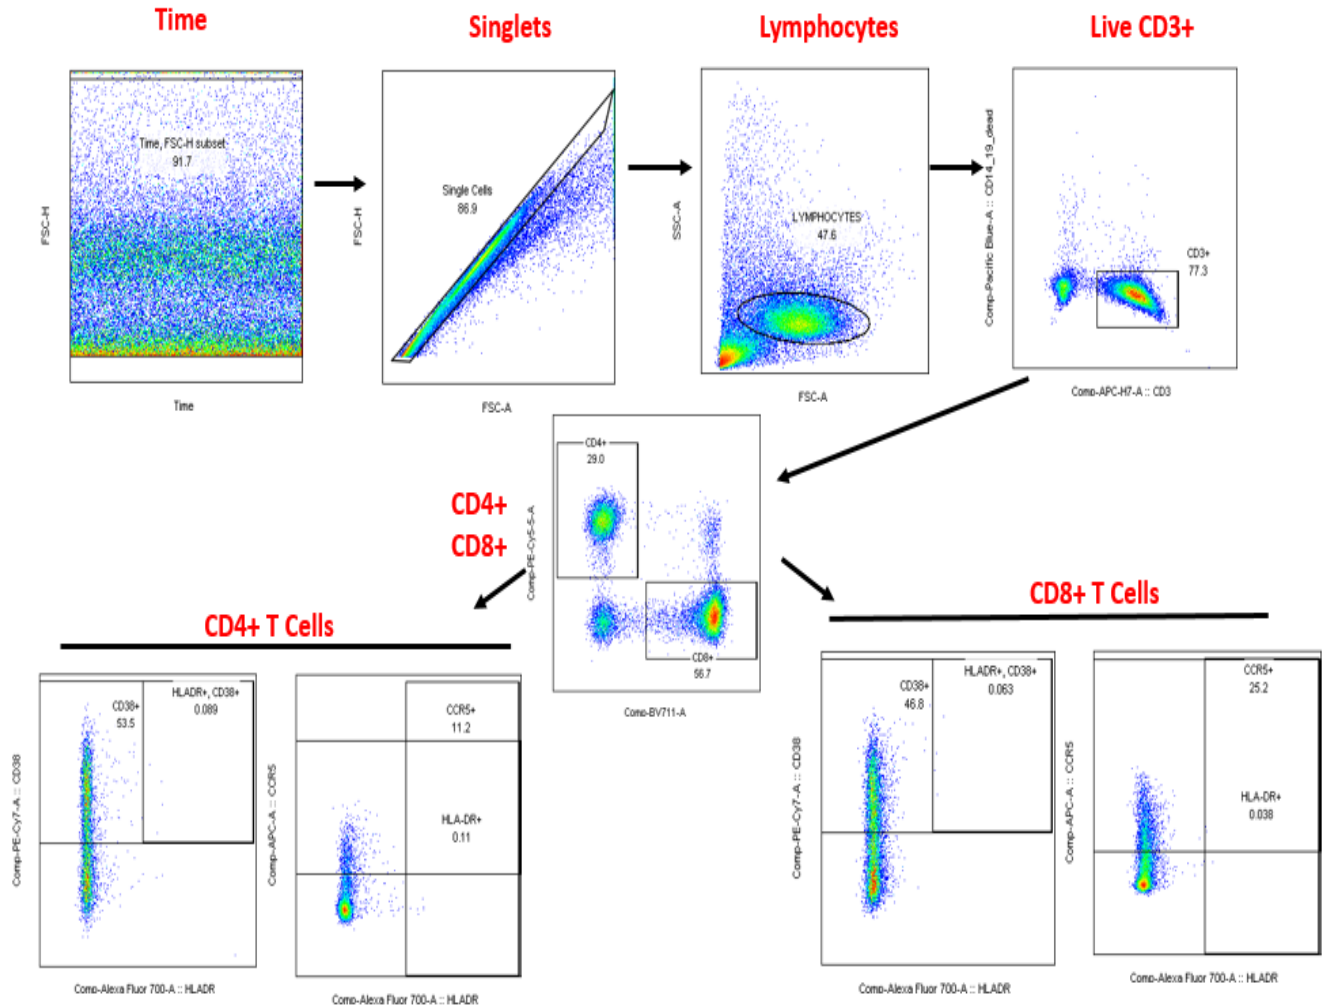 Time
Singlets
Lymphocytes
Live CD3+
FSC-H
Time, FSC-H subset
91.7
Time
FSC-H
Single Cells
86.9
FSC-A
SSC-A
LYMPHOCYTES
47.6
FSC-A
Comp-Pacific Blue-A :: CD14_19_dead
CD3+
77.3
Comp-APC-H7-A :: CD3
CD4+
CD8+
Comp-PE-Cy5-5-A
CD4+
29.0
CD8+
56.7
Comp-BV711-A
CD4+ T Cells
Comp-PE-Cy7-A :: CD38
CD38+
53.5
HLADR+, CD38+
0.089
Comp-Alexa Fluor 700-A :: HLADR
Comp-APC-A :: CCR5
CCR5+
11.2
HLA-DR+
0.11
Comp-Alexa Fluor 700-A :: HLADR
CD8+ T Cells
Comp-PE-Cy7-A :: CD38
CD38+
46.8
HLADR+, CD38+
0.063
Comp-Alexa Fluor 700-A :: HLADR
Comp-APC-A :: CCR5
CCR5+
25.2
HLA-DR+
0.038
Comp-Alexa Fluor 700-A :: HLADR